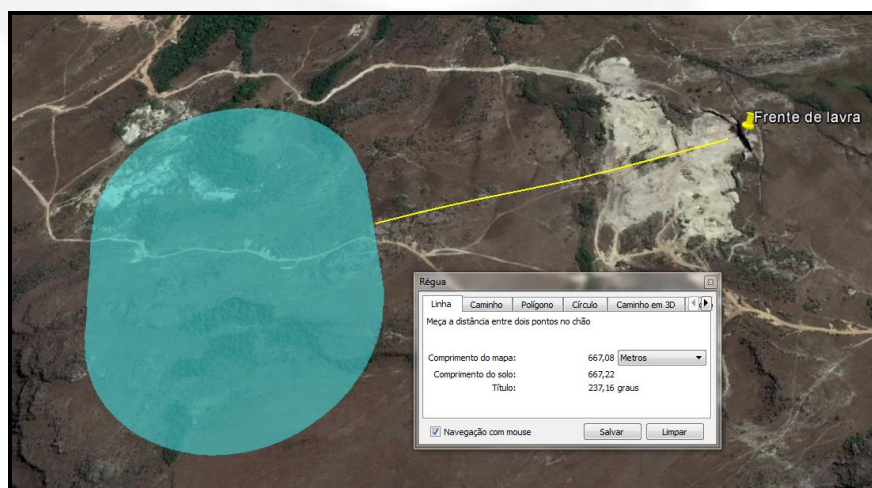 Frente de lavra
Régua
Linha Caminho Polígono Círculo Caminho em 3D
Meça a distância entre dois pontos no chão
Comprimento do mapa: 667,08 Metros
Comprimento do solo: 667,22
Título: 237,16 graus
Navegação com mouse Salvar Limpar